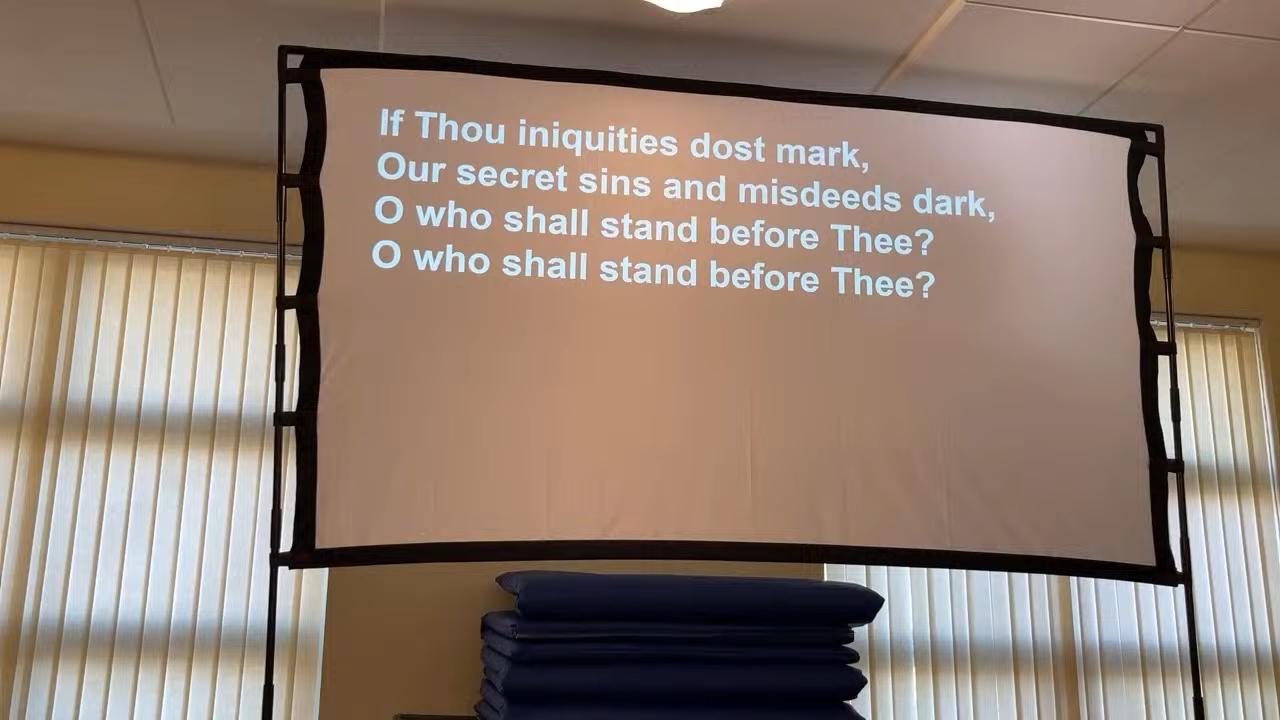 If Thou iniquities dost mark,
Our secret sins and misdeeds dark,
O who shall stand before Thee?
O who shall stand before Thee?